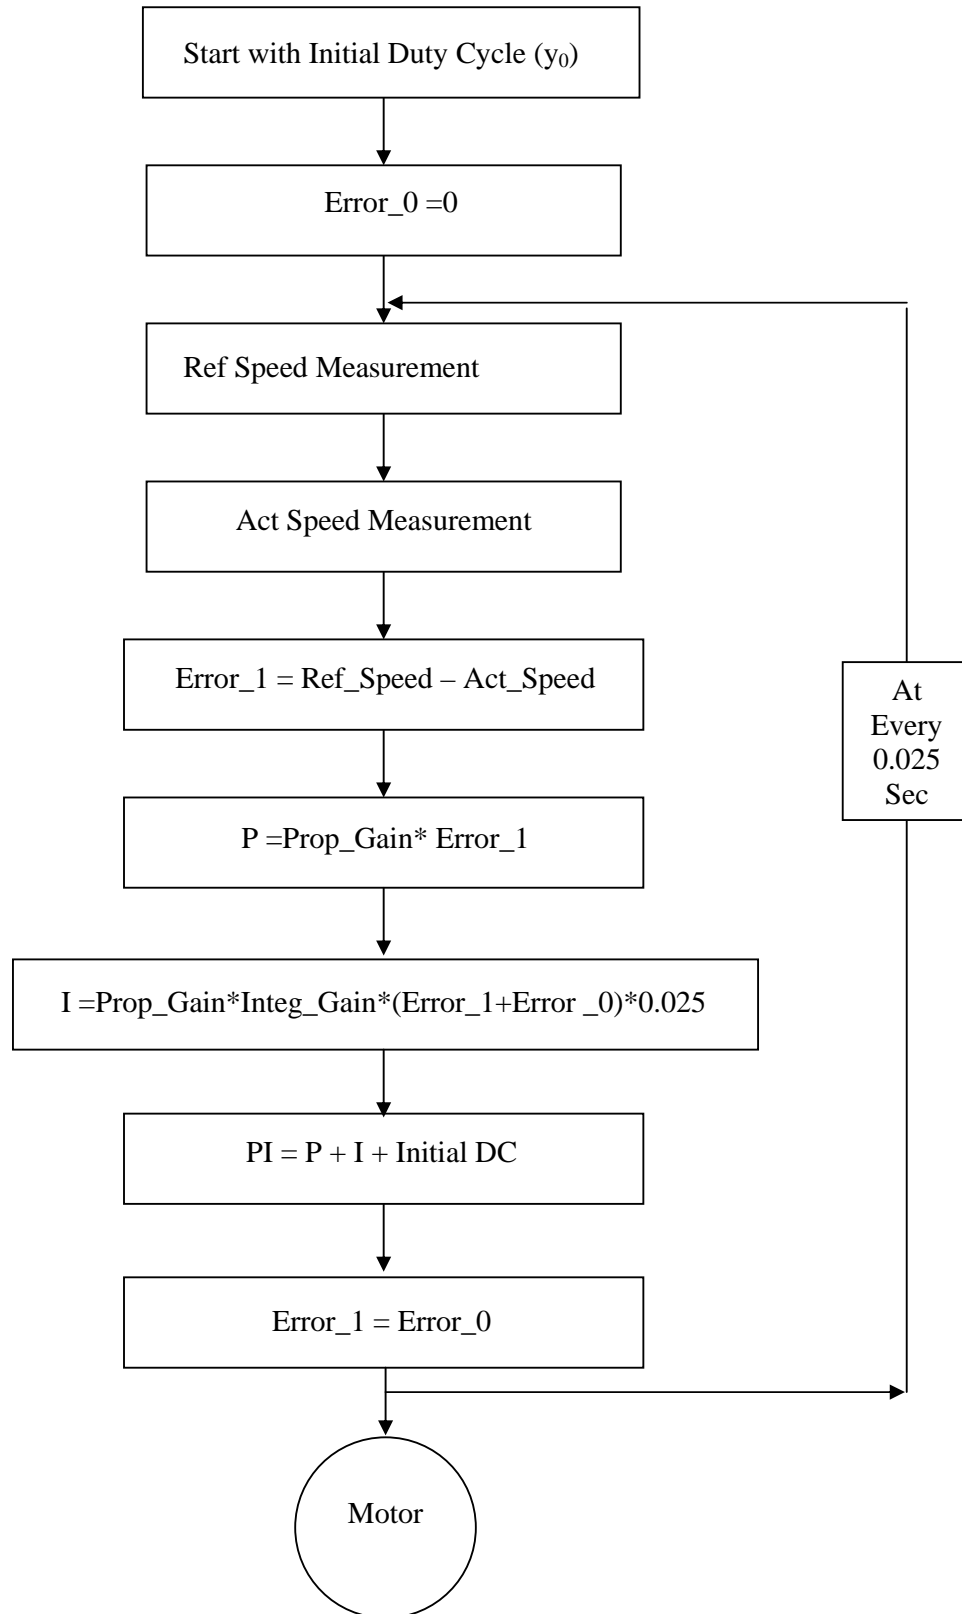 Start with Initial Duty Cycle (y₀)
Error_0 =0
Ref Speed Measurement
Act Speed Measurement
Error_1 = Ref_Speed – Act_Speed
At
Every
0.025
Sec
P =Prop_Gain* Error_1
I =Prop_Gain*Integ_Gain*(Error_1+Error _0)*0.025
PI = P + I + Initial DC
Error_1 = Error_0
Motor